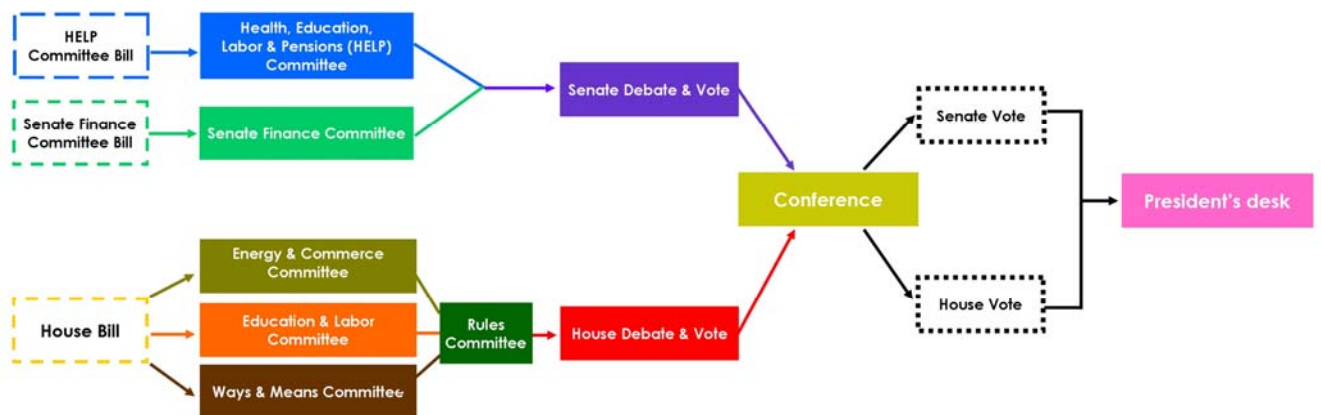 HELP
Committee Bill
Health, Education,
Labor & Pensions (HELP)
Committee
Senate Finance
Committee Bill
Senate Finance Committee
Senate Debate & Vote
Senate Vote
Conference
President's desk
House Vote
House Bill
Energy & Commerce
Committee
Education & Labor
Committee
Ways & Means Committee
Rules
Committee
House Debate & Vote